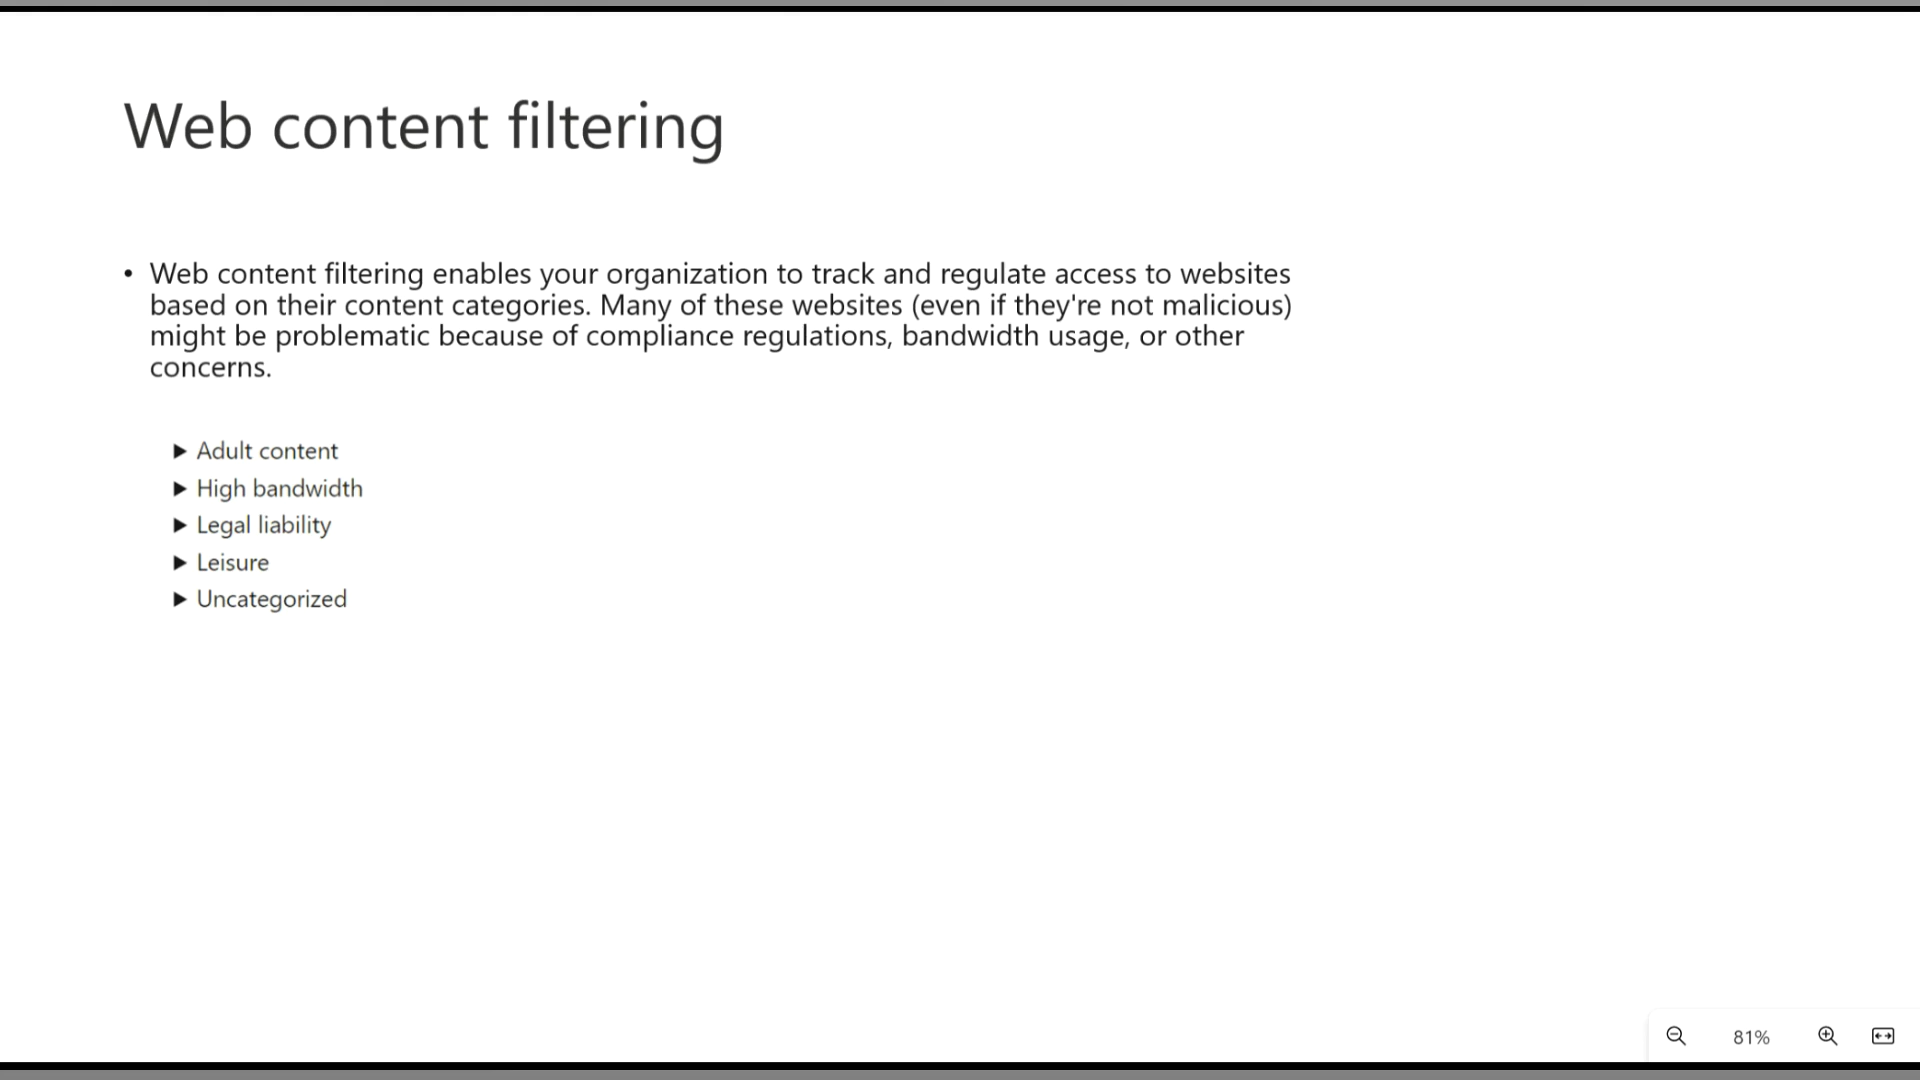 Web content filtering
• Web content filtering enables your organization to track and regulate access to websites
based on their content categories. Many of these websites (even if they're not malicious)
might be problematic because of compliance regulations, bandwidth usage, or other
concerns.
▶ Adult content
▶ High bandwidth
▶ Legal liability
▶ Leisure
▶ Uncategorized
81%